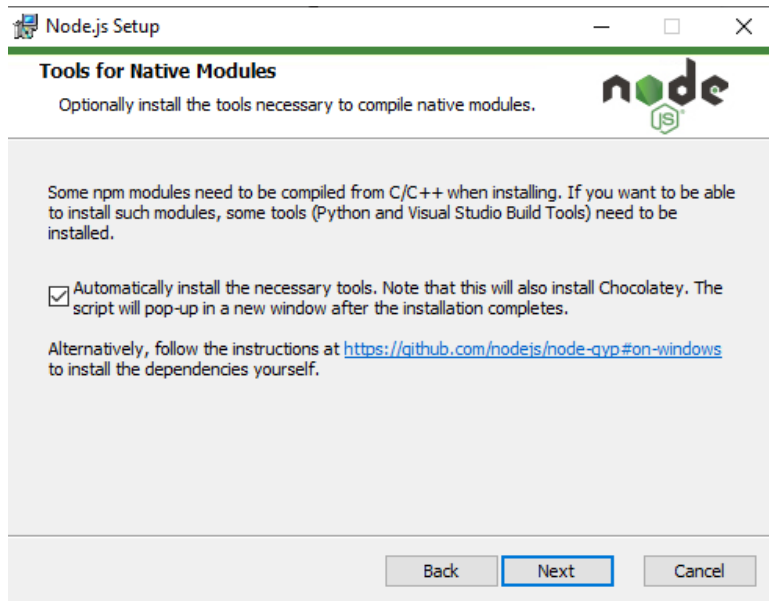 Node.js Setup
Tools for Native Modules
Optionally install the tools necessary to compile native modules.
node
JS
Some npm modules need to be compiled from C/C++ when installing. If you want to be able
to install such modules, some tools (Python and Visual Studio Build Tools) need to be
installed.
Automatically install the necessary tools. Note that this will also install Chocolatey. The
script will pop-up in a new window after the installation completes.
Alternatively, follow the instructions at https://github.com/nodejs/node-gyp#on-windows
to install the dependencies yourself.
Back Next Cancel